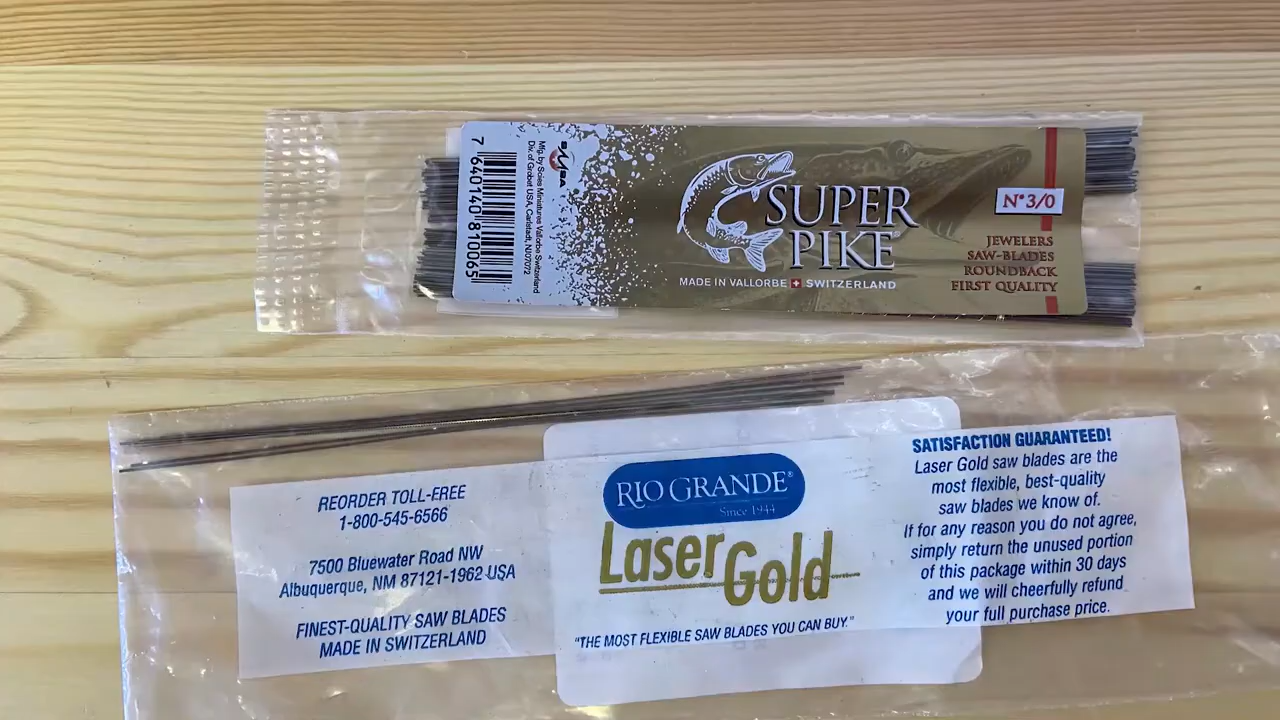 7 640140 810065
Mfg. by Scies Miniatures Vallorbe Switzerland
Div. of Grobet USA, Carlstadt, NJ 07072
SUPER
PIKE®
MADE IN VALLORBE SWITZERLAND
N° 3/0
JEWELERS
SAW-BLADES
ROUNDBACK
FIRST QUALITY
REORDER TOLL-FREE
1-800-545-6566
7500 Bluewater Road NW
Albuquerque, NM 87121-1962 USA
FINEST-QUALITY SAW BLADES
MADE IN SWITZERLAND
RIO GRANDE®
Since 1944
Laser Gold
"THE MOST FLEXIBLE SAW BLADES YOU CAN BUY."
SATISFACTION GUARANTEED!
Laser Gold saw blades are the
most flexible, best-quality
saw blades we know of.
If for any reason you do not agree,
simply return the unused portion
of this package within 30 days
and we will cheerfully refund
your full purchase price.